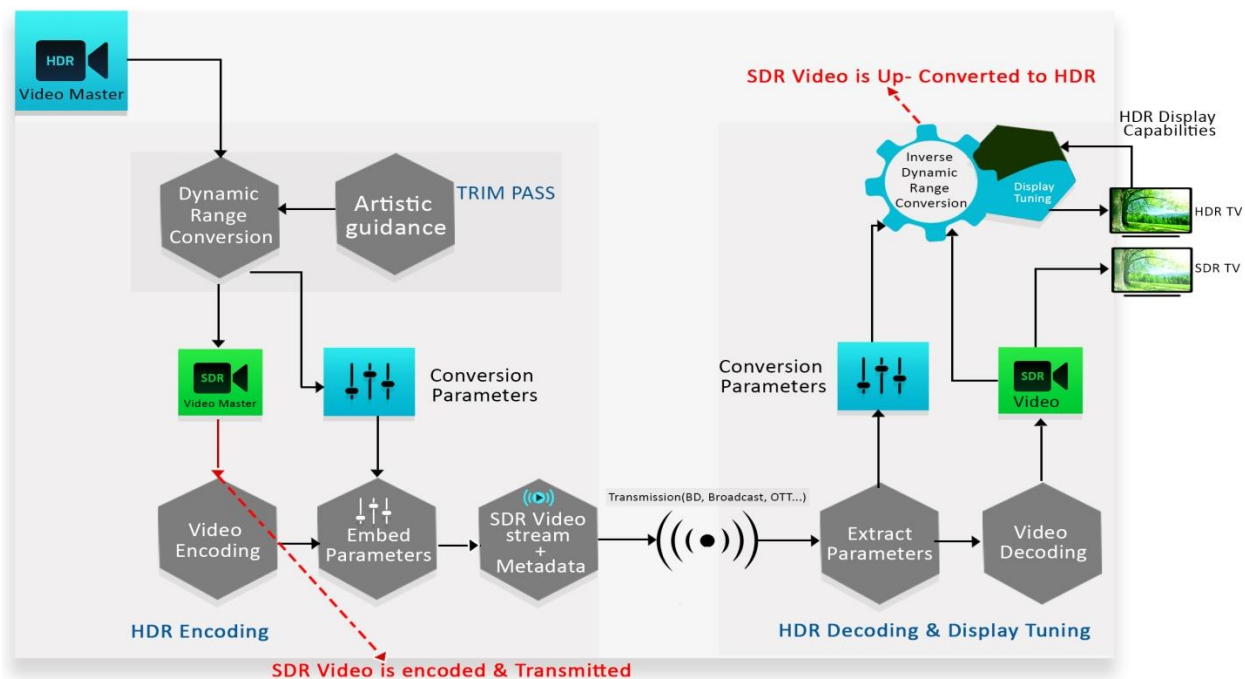 HDR
Video Master
SDR Video is Up- Converted to HDR
HDR Display
Capabilities
Inverse
Dynamic
Range
Conversion
Display
Tuning
HDR TV
SDR TV
Dynamic
Range
Conversion
Artistic
guidance
TRIM PASS
SDR
Video Master
Conversion
Parameters
Conversion
Parameters
SDR
Video
Video
Encoding
Embed
Parameters
SDR Video
stream
+
Metadata
Transmission(BD, Broadcast, OTT...)
Extract
Parameters
Video
Decoding
HDR Encoding
HDR Decoding & Display Tuning
SDR Video is encoded & Transmitted